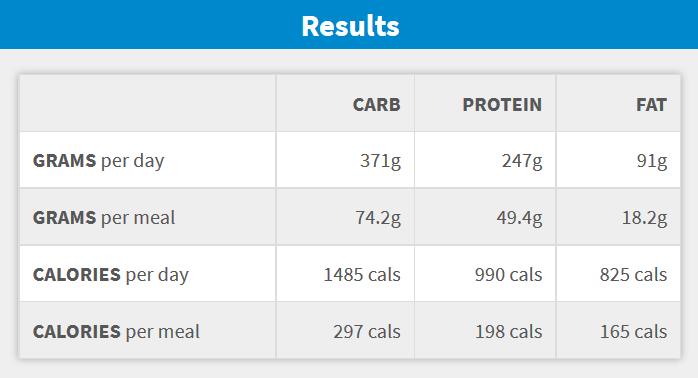 Results
CARB PROTEIN FAT
GRAMS per day 371g 247g 91g
GRAMS per meal 74.2g 49.4g 18.2g
CALORIES per day 1485 cals 990 cals 825 cals
CALORIES per meal 297 cals 198 cals 165 cals